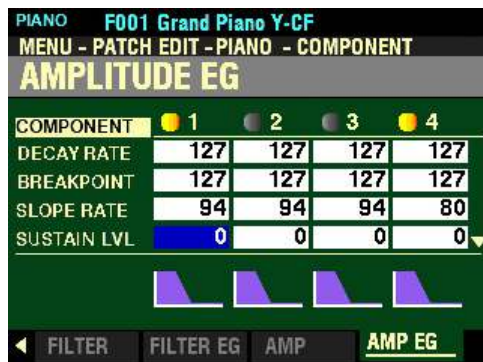 PIANO F001 Grand Piano Y-CF
MENU - PATCH EDIT - PIANO - COMPONENT
AMPLITUDE EG
COMPONENT 1 2 3 4
DECAY RATE 127 127 127 127
BREAKPOINT 127 127 127 127
SLOPE RATE 94 94 94 80
SUSTAIN LVL 0 0 0 0
FILTER FILTER EG AMP AMP EG